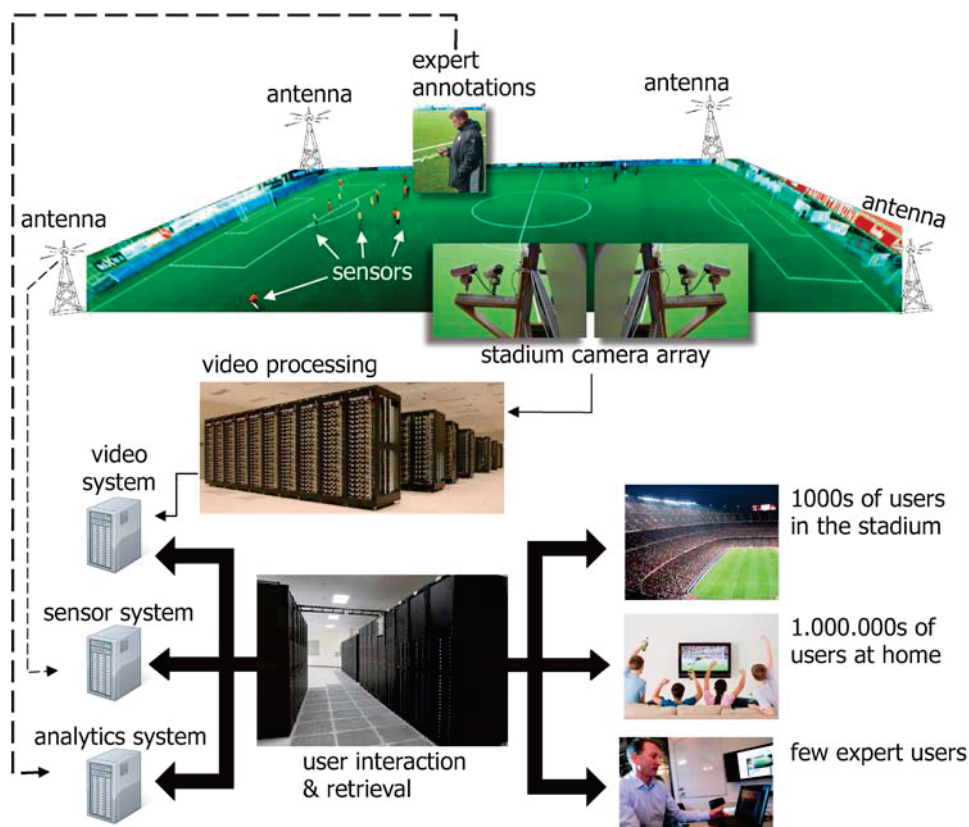 expert
annotations
antenna
antenna
antenna
antenna
sensors
stadium camera array
video processing
video
system
1000s of users
in the stadium
sensor system
1.000.000s of
users at home
analytics system
user interaction
& retrieval
few expert users